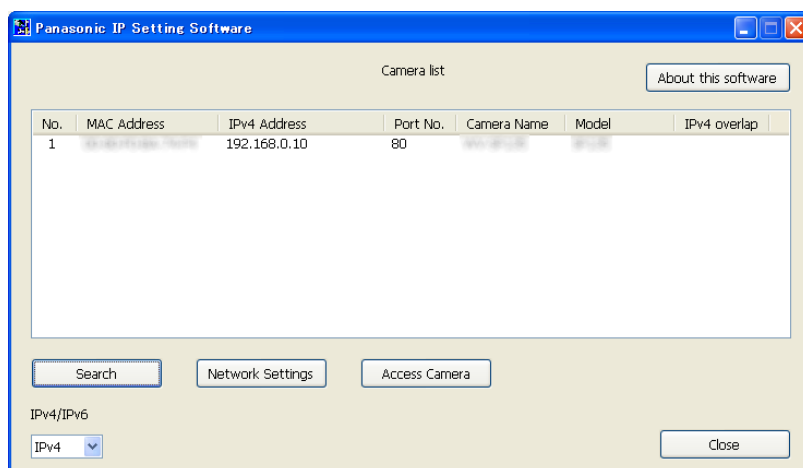 Panasonic IP Setting Software
Camera list
About this software
No. MAC Address IPv4 Address Port No. Camera Name Model IPv4 overlap
1 192.168.0.10 80
Search Network Settings Access Camera
IPv4/IPv6
IPv4
Close